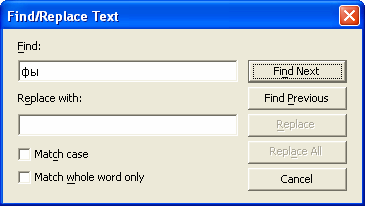 Find/Replace Text
Find:
фы
Find Next
Replace with:
Find Previous
Replace
Match case
Replace All
Match whole word only
Cancel